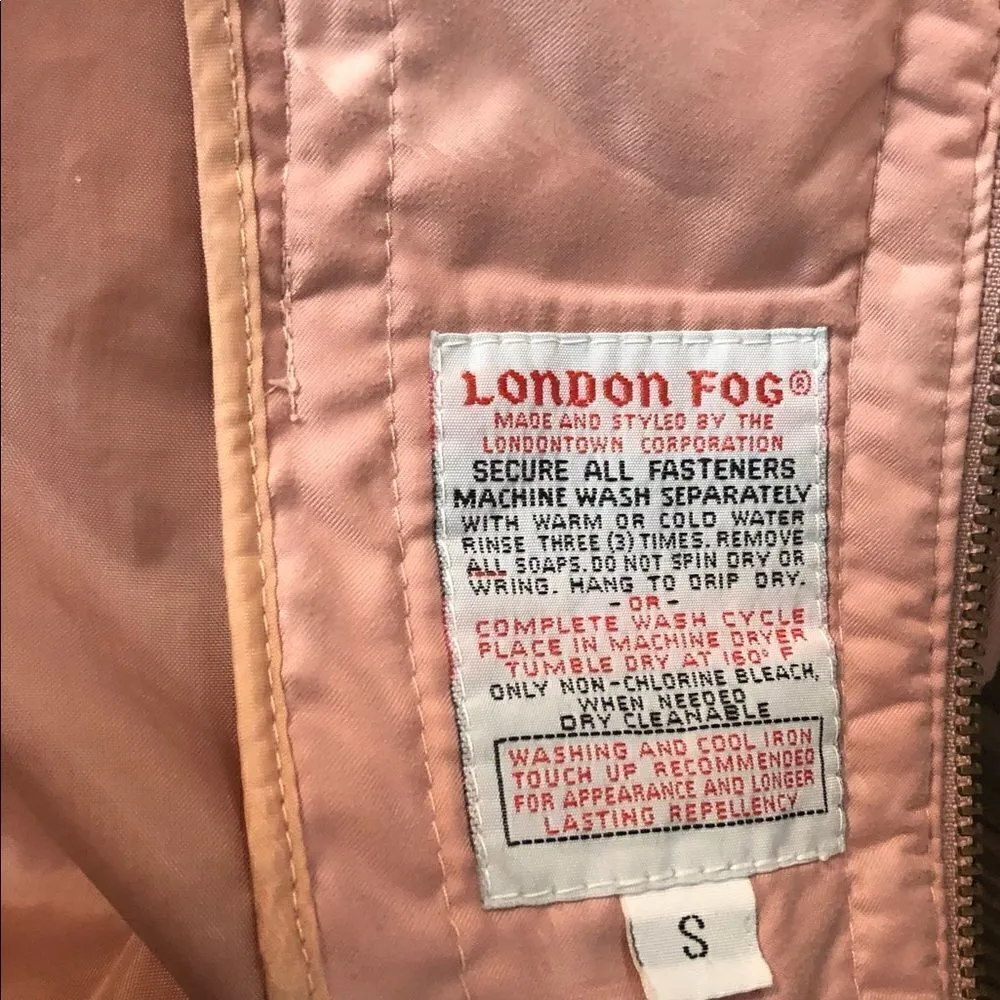 LONDON FOG®
MADE AND STYLED BY THE
LONDONTOWN CORPORATION
SECURE ALL FASTENERS
MACHINE WASH SEPARATELY
WITH WARM OR COLD WATER
RINSE THREE (3) TIMES. REMOVE
ALL SOAPS. DO NOT SPIN DRY OR
WRING. HANG TO DRIP DRY.
- OR -
COMPLETE WASH CYCLE
PLACE IN MACHINE DRYER
TUMBLE DRY AT 160° F
ONLY NON-CHLORINE BLEACH,
WHEN NEEDED
DRY CLEANABLE
WASHING AND COOL IRON
TOUCH UP RECOMMENDED
FOR APPEARANCE AND LONGER
LASTING REPELLENCY
S